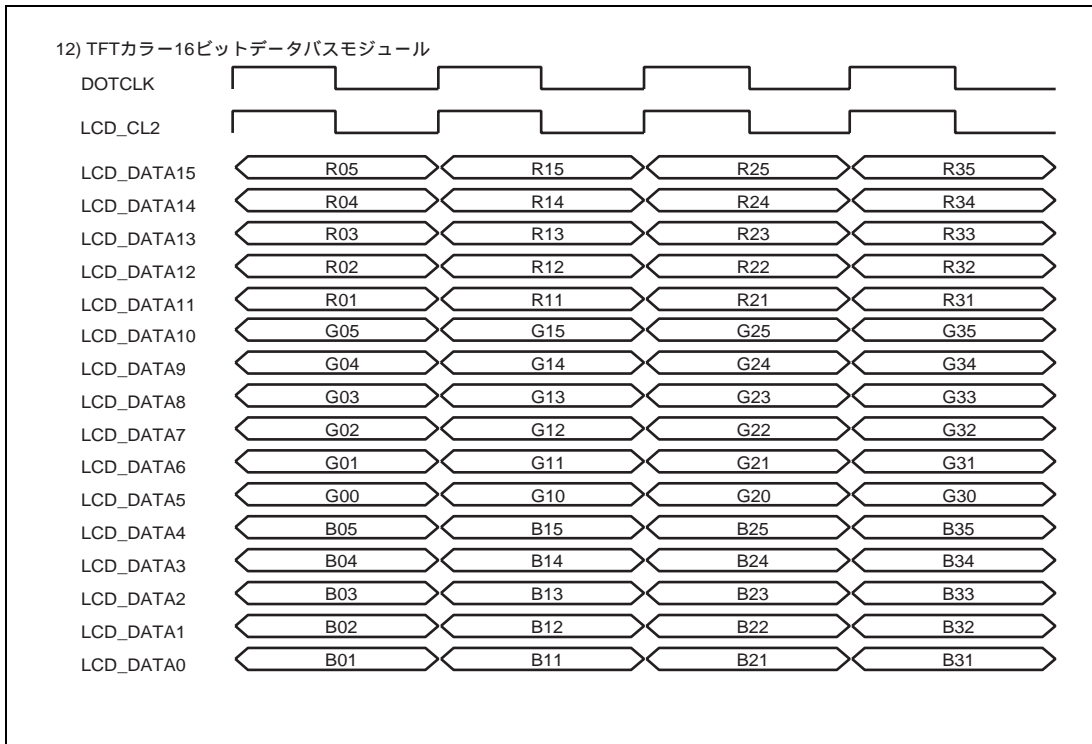 12) TFTカラー16ビットデータバスモジュール
DOTCLK
LCD_CL2
LCD_DATA15 R05 R15 R25 R35
LCD_DATA14 R04 R14 R24 R34
LCD_DATA13 R03 R13 R23 R33
LCD_DATA12 R02 R12 R22 R32
LCD_DATA11 R01 R11 R21 R31
LCD_DATA10 G05 G15 G25 G35
LCD_DATA9 G04 G14 G24 G34
LCD_DATA8 G03 G13 G23 G33
LCD_DATA7 G02 G12 G22 G32
LCD_DATA6 G01 G11 G21 G31
LCD_DATA5 G00 G10 G20 G30
LCD_DATA4 B05 B15 B25 B35
LCD_DATA3 B04 B14 B24 B34
LCD_DATA2 B03 B13 B23 B33
LCD_DATA1 B02 B12 B22 B32
LCD_DATA0 B01 B11 B21 B31